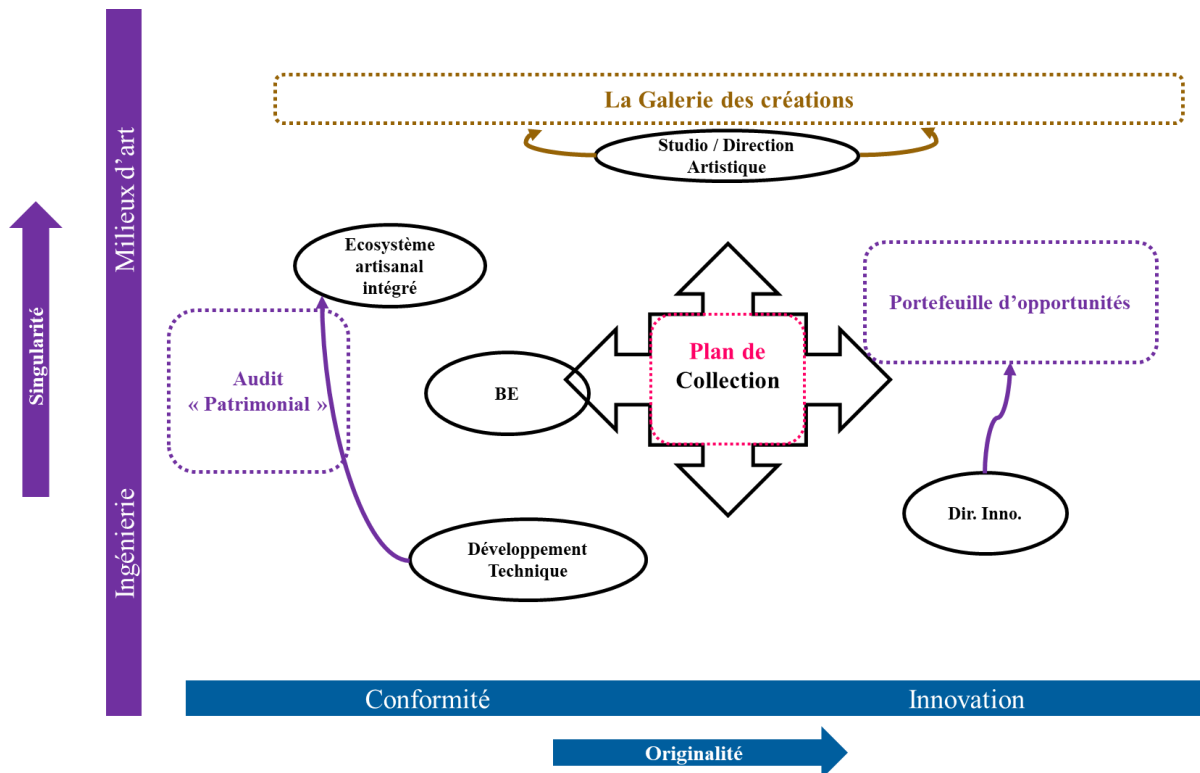 La Galerie des créations
Studio / Direction
Artistique
Milieux d’art
Ecosystème
artisanal
intégré
Portefeuille d’opportunités
Singularité
Plan de
Collection
Audit
« Patrimonial »
BE
Ingénierie
Dir. Inno.
Développement
Technique
Conformité
Innovation
Originalité